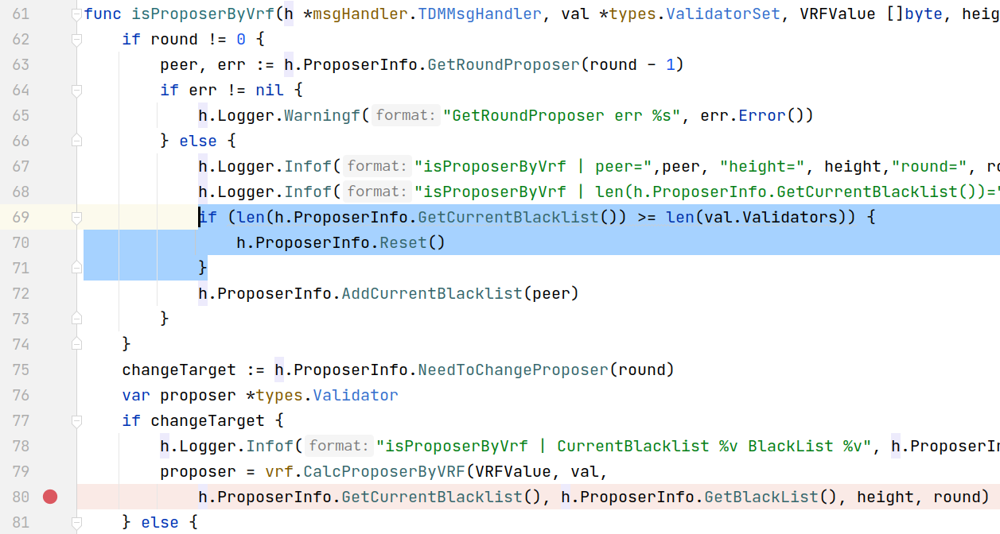 61 func isProposerByVrf(h *msgHandler.TDMMsgHandler, val *types.ValidatorSet, VRFValue []byte, heig
62 if round != 0 {
63 peer, err := h.ProposerInfo.GetRoundProposer(round - 1)
64 if err != nil {
65 h.Logger.Warningf( format: "GetRoundProposer err %s", err.Error())
66 } else {
67 h.Logger.Infof( format: "isProposerByVrf | peer=",peer, "height=", height,"round=", ro
68 h.Logger.Infof( format: "isProposerByVrf | len(h.ProposerInfo.GetCurrentBlacklist())="
69 if (len(h.ProposerInfo.GetCurrentBlacklist()) >= len(val.Validators)) {
70 h.ProposerInfo.Reset()
71 }
72 h.ProposerInfo.AddCurrentBlacklist(peer)
73 }
74 }
75 changeTarget := h.ProposerInfo.NeedToChangeProposer(round)
76 var proposer *types.Validator
77 if changeTarget {
78 h.Logger.Infof( format: "isProposerByVrf | CurrentBlacklist %v BlackList %v", h.ProposerIn
79 proposer = vrf.CalcProposerByVRF(VRFValue, val,
80 h.ProposerInfo.GetCurrentBlacklist(), h.ProposerInfo.GetBlackList(), height, round)
81 } else {